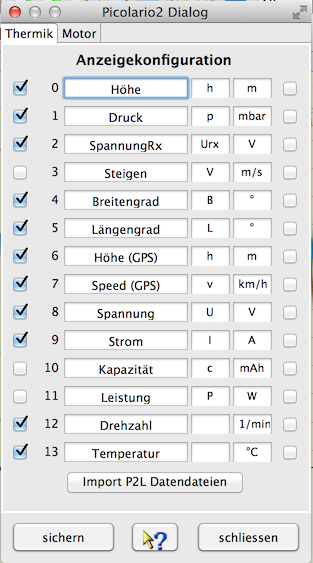 Picolario2 Dialog
Thermik Motor
Anzeigekonfiguration
0 Höhe h m
1 Druck p mbar
2 SpannungRx Urx V
3 Steigen V m/s
4 Breitengrad B °
5 Längengrad L °
6 Höhe (GPS) h m
7 Speed (GPS) v km/h
8 Spannung U V
9 Strom I A
10 Kapazität c mAh
11 Leistung P W
12 Drehzahl 1/min
13 Temperatur °C
Import P2L Datendateien
sichern ? schliessen